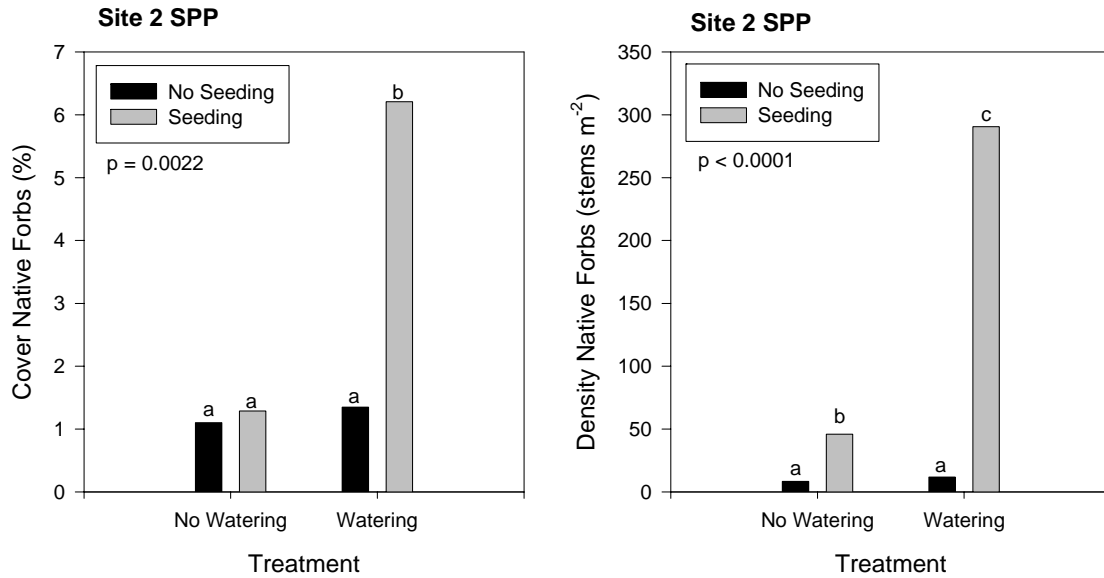 Site 2 SPP
Cover Native Forbs (%)
7
6
5
4
3
2
1
0
No Seeding
Seeding
p = 0.0022
a
a
a
b
No Watering
Watering
Treatment
Site 2 SPP
Density Native Forbs (stems m-2)
350
300
250
200
150
100
50
0
No Seeding
Seeding
p < 0.0001
a
b
a
c
No Watering
Watering
Treatment